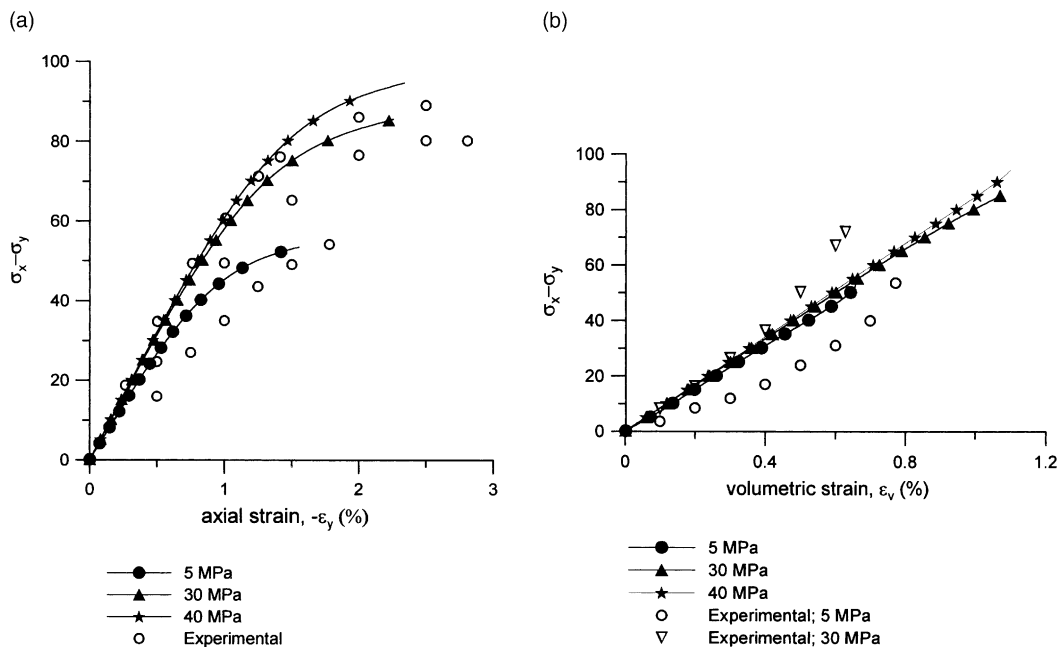 (a)
100
80
60
40
20
0
σx–σy
0 1 2 3
axial strain, -εy (%)
5 MPa
30 MPa
40 MPa
Experimental
(b)
100
80
60
40
20
0
σx–σy
0 0.4 0.8 1.2
volumetric strain, εv (%)
5 MPa
30 MPa
40 MPa
Experimental; 5 MPa
Experimental; 30 MPa